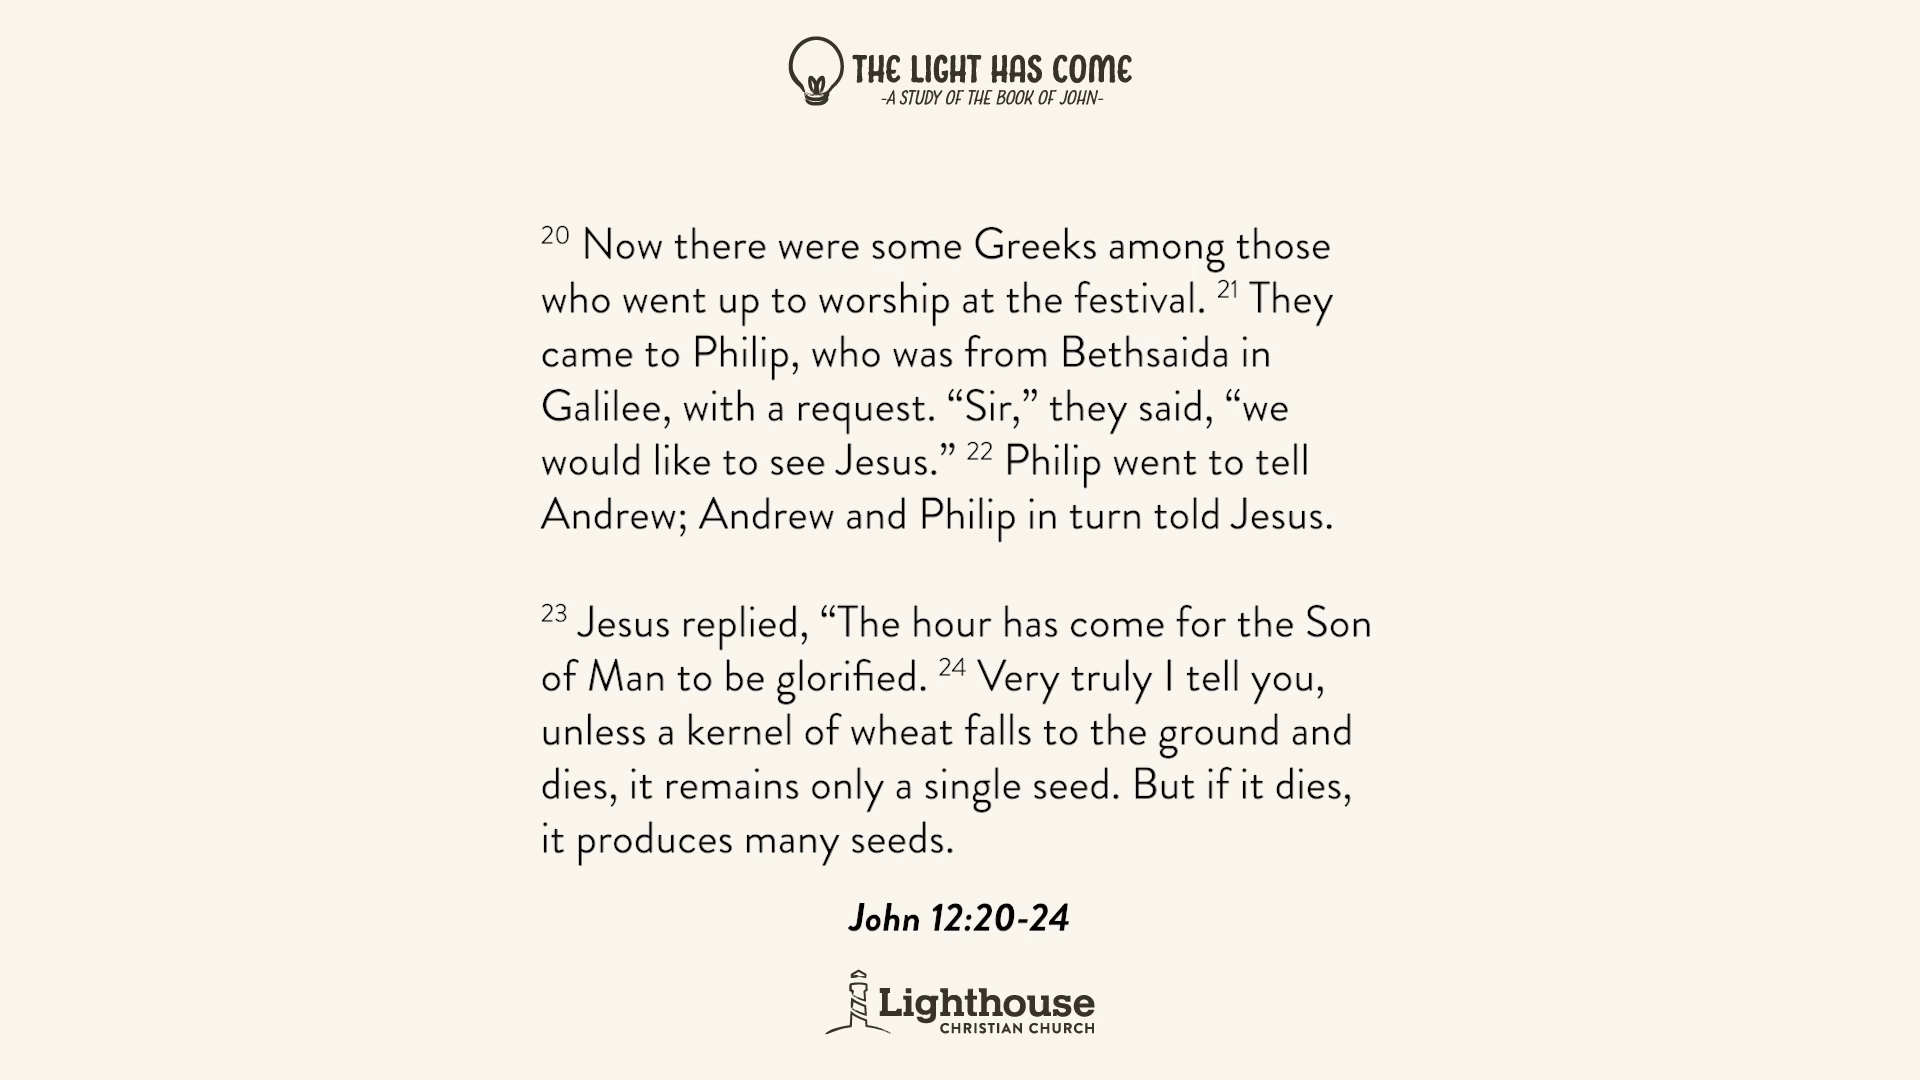 THE LIGHT HAS COME
-A STUDY OF THE BOOK OF JOHN-
20 Now there were some Greeks among those
who went up to worship at the festival. 21 They
came to Philip, who was from Bethsaida in
Galilee, with a request. “Sir,” they said, “we
would like to see Jesus.” 22 Philip went to tell
Andrew; Andrew and Philip in turn told Jesus.
23 Jesus replied, “The hour has come for the Son
of Man to be glorified. 24 Very truly I tell you,
unless a kernel of wheat falls to the ground and
dies, it remains only a single seed. But if it dies,
it produces many seeds.
John 12:20-24
Lighthouse
CHRISTIAN CHURCH